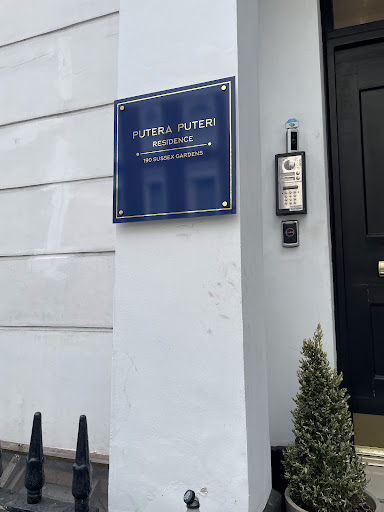 PUTERA PUTERI
RESIDENCE
190 SUSSEX GARDENS